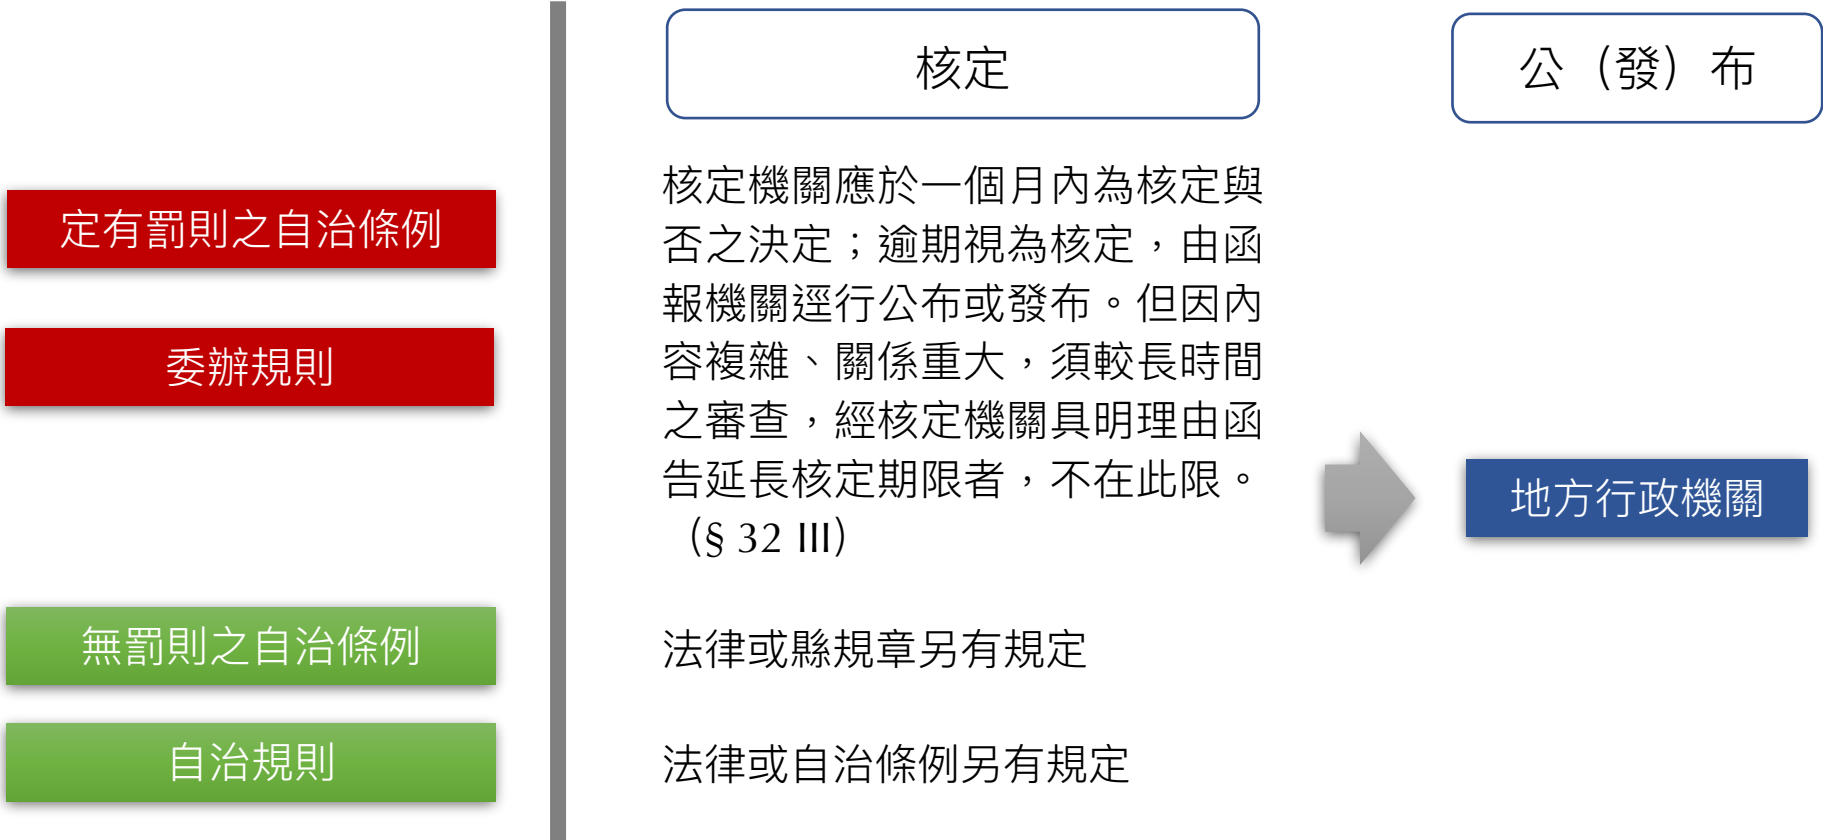 核定
公（發）布
定有罰則之自治條例
委辦規則
核定機關應於一個月內為核定與
否之決定；逾期視為核定，由函
報機關逕行公布或發布。但因內
容複雜、關係重大，須較長時間
之審查，經核定機關具明理由函
告延長核定期限者，不在此限。
（§ 32 III）
地方行政機關
無罰則之自治條例
法律或縣規章另有規定
自治規則
法律或自治條例另有規定